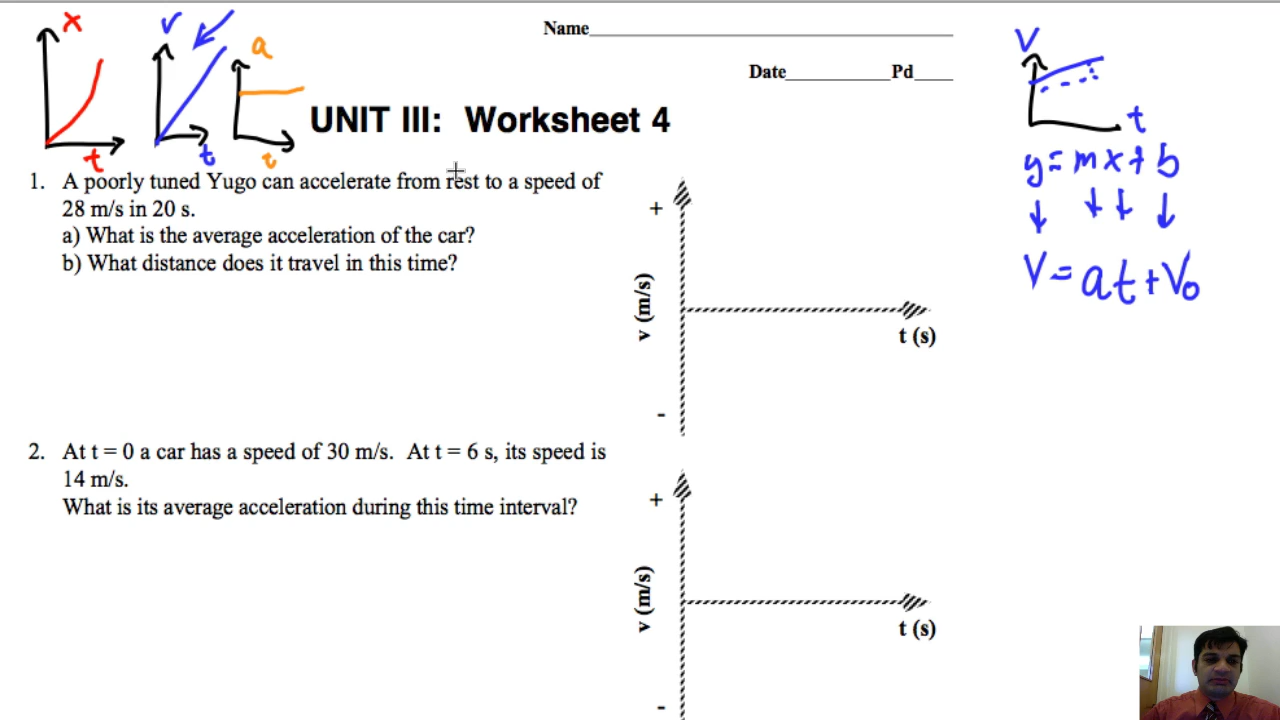 x
v
a
t
t
Name
Date Pd
UNIT III: Worksheet 4
1. A poorly tuned Yugo can accelerate from rest to a speed of
28 m/s in 20 s.
a) What is the average acceleration of the car?
b) What distance does it travel in this time?
+
v (m/s)
t (s)
-
2. At t = 0 a car has a speed of 30 m/s. At t = 6 s, its speed is
14 m/s.
What is its average acceleration during this time interval?
+
v (m/s)
t (s)
-
V
t
y = mx + b
V = at + V₀